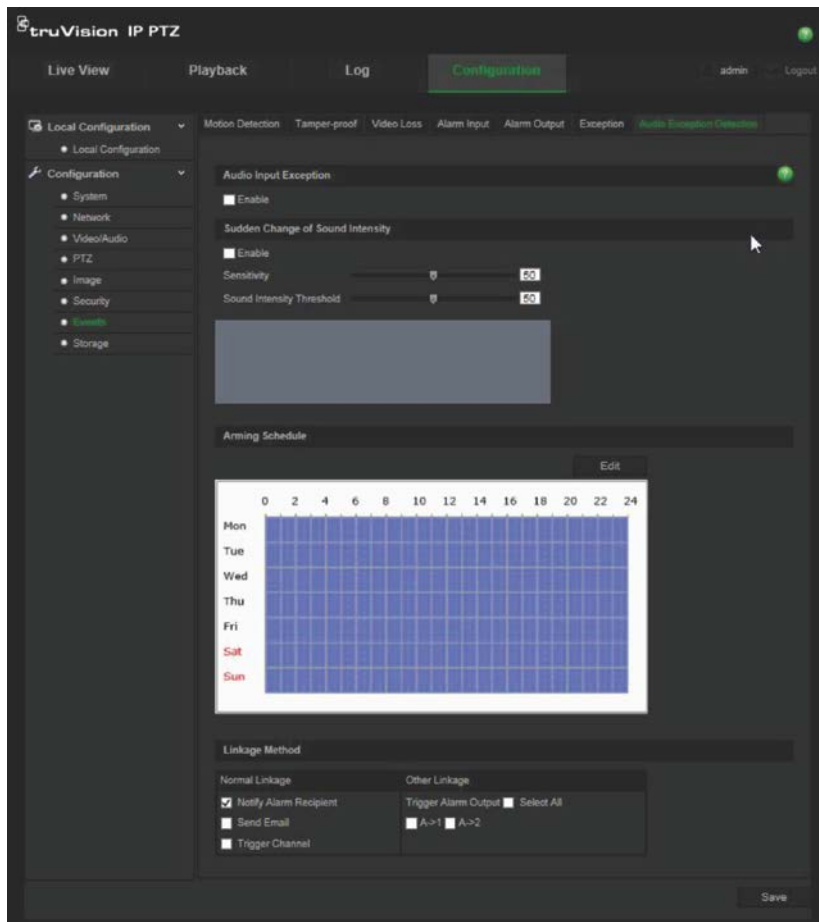 truVision IP PTZ
Live View Playback Log Configuration admin Logout
Local Configuration
Local Configuration
Configuration
System
Network
Video/Audio
PTZ
Image
Security
Events
Storage
Motion Detection Tamper-proof Video Loss Alarm Input Alarm Output Exception Audio Exception Detection
Audio Input Exception
Enable
Sudden Change of Sound Intensity
Enable
Sensitivity 50
Sound Intensity Threshold 50
Arming Schedule
Edit
0 2 4 6 8 10 12 14 16 18 20 22 24
Mon
Tue
Wed
Thu
Fri
Sat
Sun
Linkage Method
Normal Linkage Other Linkage
Notify Alarm Recipient Trigger Alarm Output Select All
Send Email A->1 A->2
Trigger Channel
Save